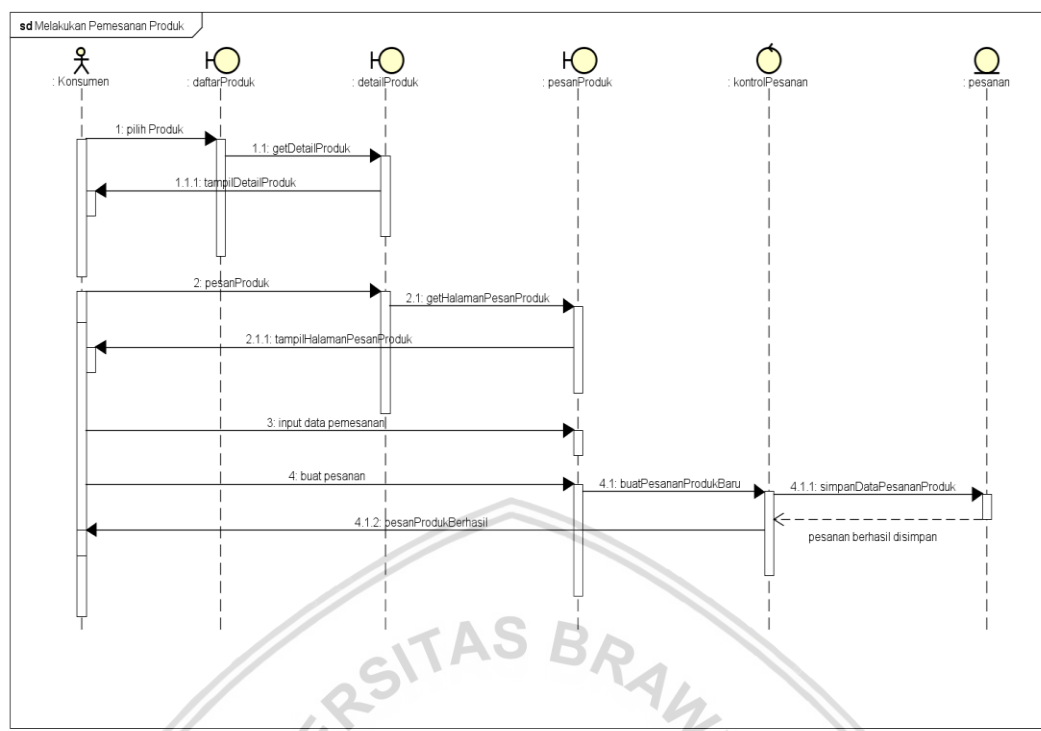 sd Melakukan Pemesanan Produk
: Konsumen
: daftarProduk
: detailProduk
: pesanProduk
: kontrolPesanan
: pesanan
1: pilih Produk
1.1: getDetailProduk
1.1.1: tampilDetailProduk
2: pesanProduk
2.1: getHalamanPesanProduk
2.1.1: tampilHalamanPesanProduk
3: input data pemesanan
4: buat pesanan
4.1: buatPesananProdukBaru
4.1.1: simpanDataPesananProduk
4.1.2: pesanProdukBerhasil
pesanan berhasil disimpan
ERSITAS BRAW